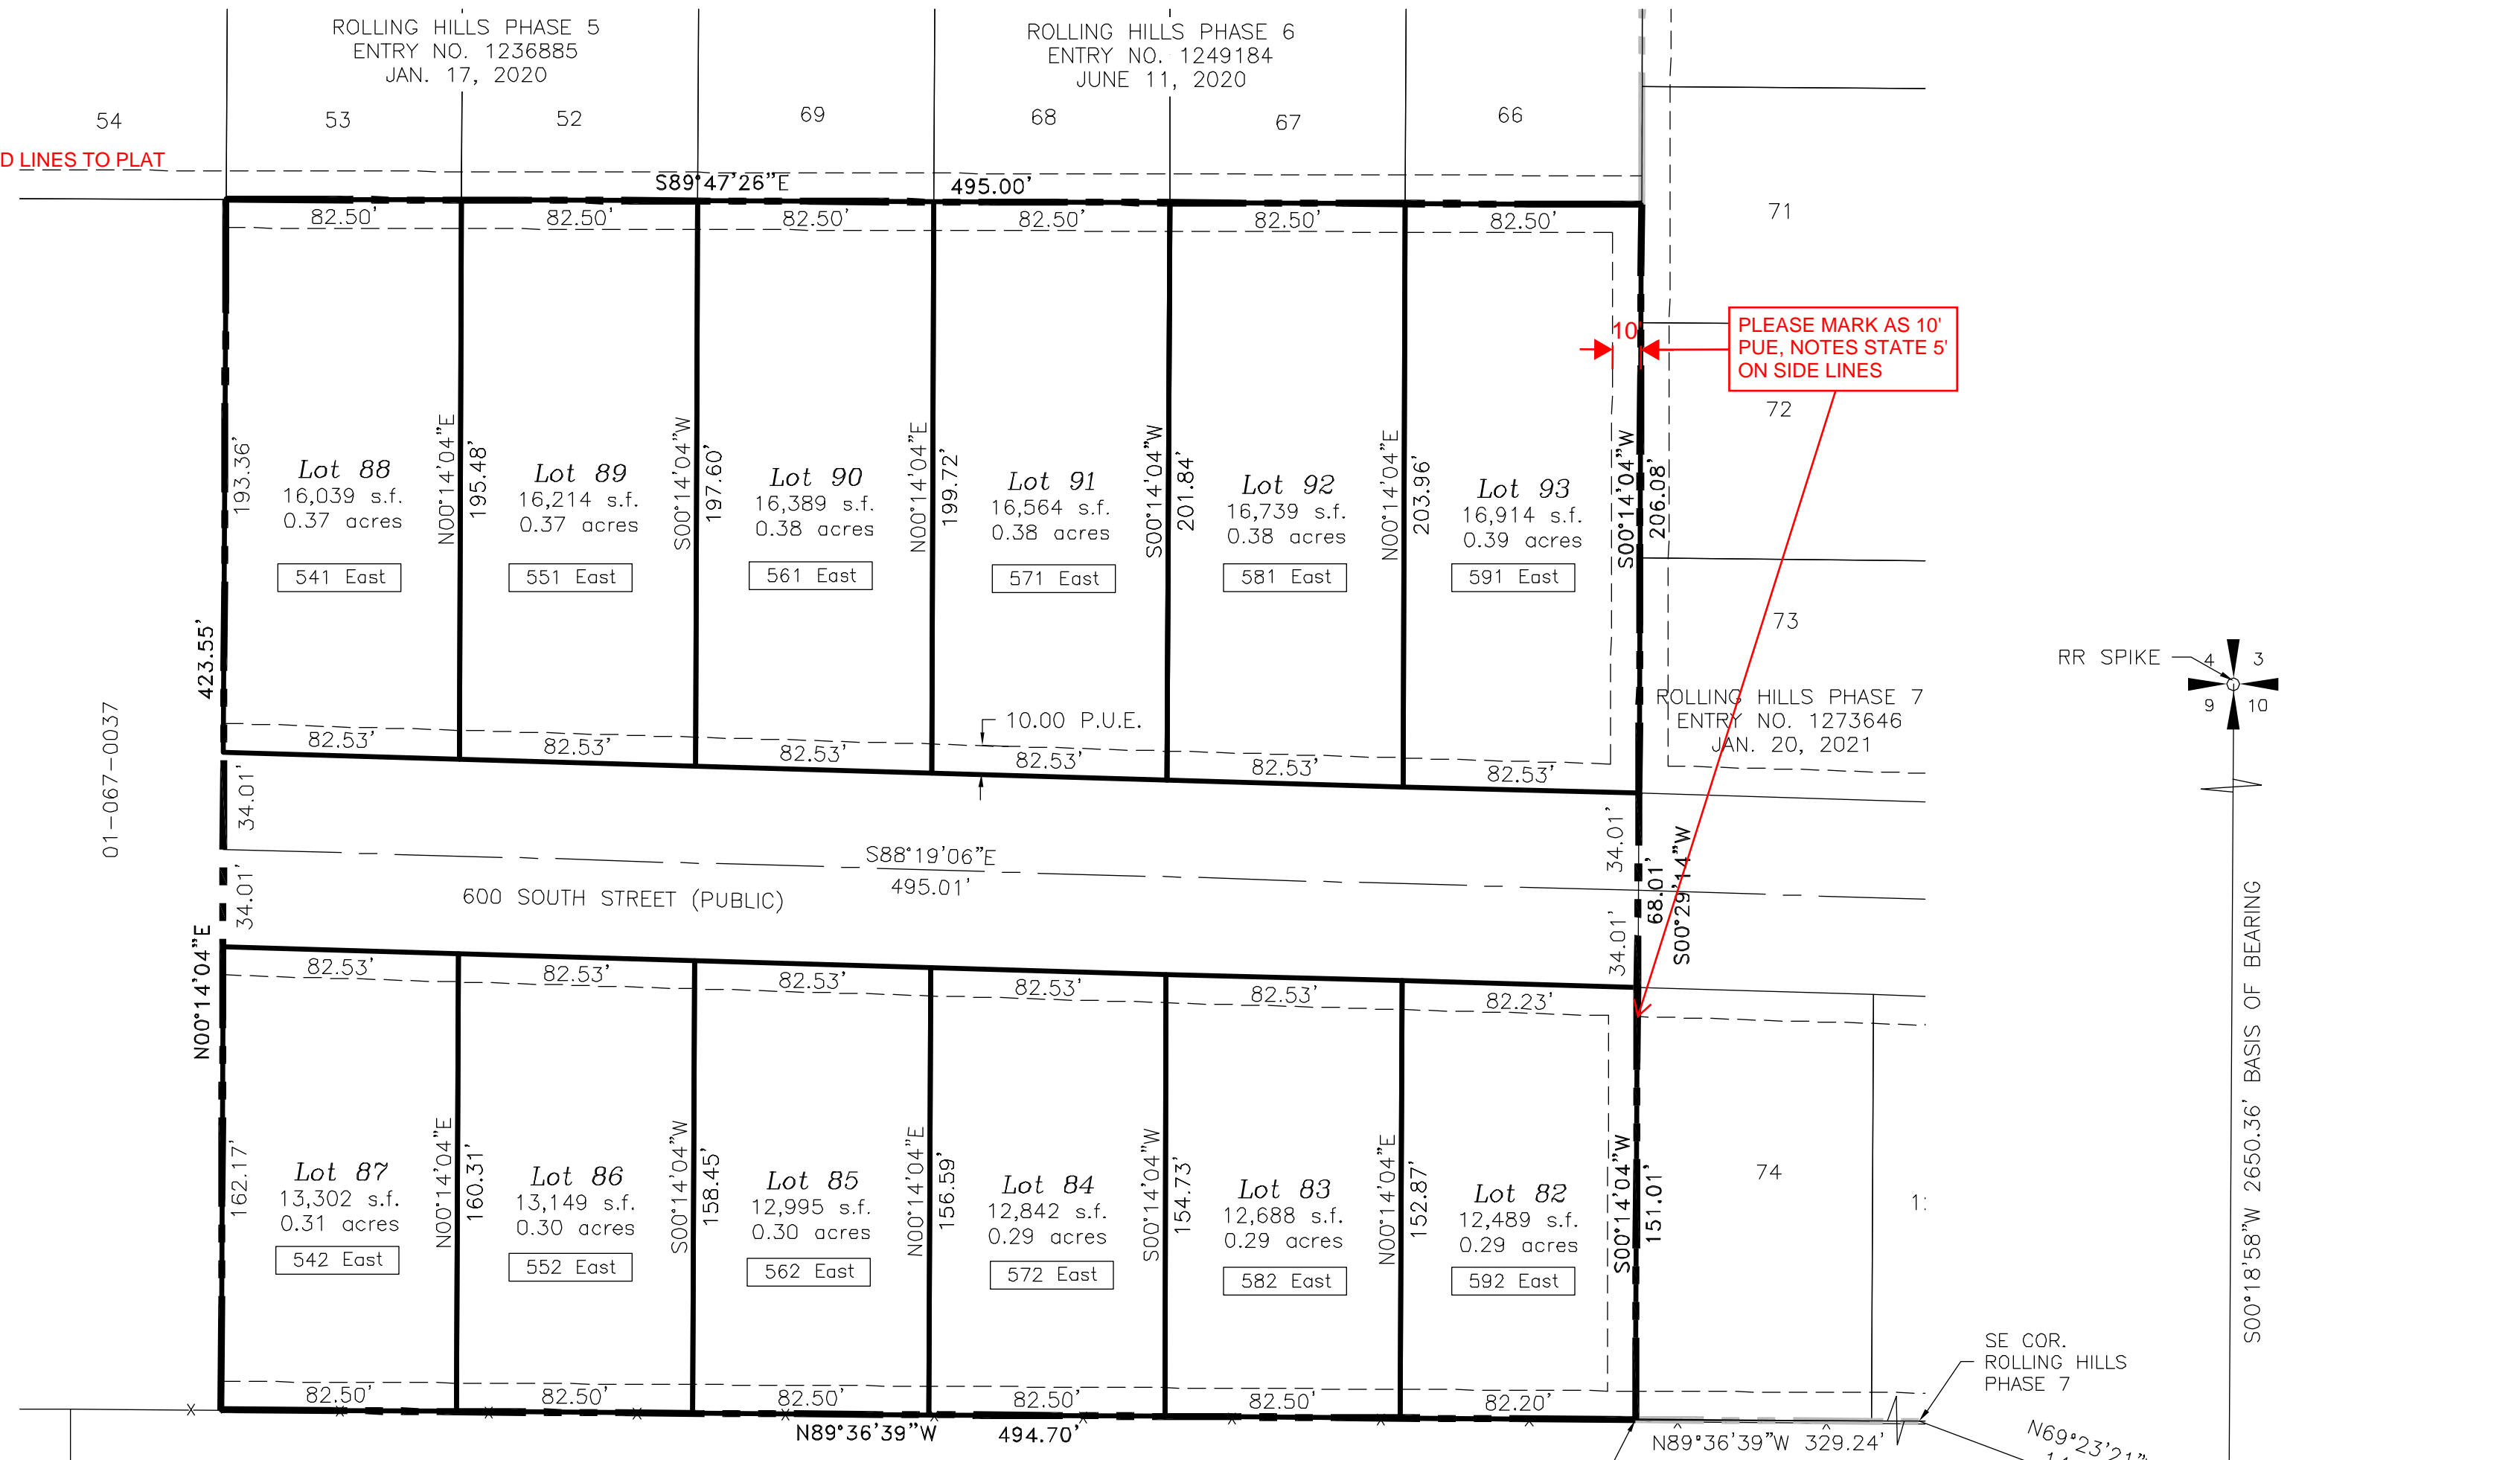 ROLLING HILLS PHASE 5
ENTRY NO. 1236885
JAN. 17, 2020
ROLLING HILLS PHASE 6
ENTRY NO. 1249184
JUNE 11, 2020
54
53
52
69
68
67
66
D LINES TO PLAT
S89°47'26"E 495.00'
82.50'
82.50'
82.50'
82.50'
82.50'
82.50'
71
10'
PLEASE MARK AS 10'
PUE, NOTES STATE 5'
ON SIDE LINES
72
193.36'
Lot 88
16,039 s.f.
0.37 acres
541 East
N00°14'04"E
195.48'
Lot 89
16,214 s.f.
0.37 acres
551 East
S00°14'04"W
197.60'
Lot 90
16,389 s.f.
0.38 acres
561 East
N00°14'04"E
199.72'
Lot 91
16,564 s.f.
0.38 acres
571 East
S00°14'04"W
201.84'
Lot 92
16,739 s.f.
0.38 acres
581 East
N00°14'04"E
203.96'
Lot 93
16,914 s.f.
0.39 acres
591 East
S00°14'04"W
206.08'
73
423.55'
N00°14'04"E
01-067-0037
10.00 P.U.E.
ROLLING HILLS PHASE 7
ENTRY NO. 1273646
JAN. 20, 2021
RR SPIKE
4
3
9
10
82.53'
82.53'
82.53'
82.53'
82.53'
82.53'
34.01'
34.01'
S88°19'06"E
495.01'
600 SOUTH STREET (PUBLIC)
34.01'
34.01'
68.01'
S00°29'14"W
S00°18'58"W 2650.36' BASIS OF BEARING
82.53'
82.53'
82.53'
82.53'
82.53'
82.23'
162.17'
Lot 87
13,302 s.f.
0.31 acres
542 East
N00°14'04"E
160.31'
Lot 86
13,149 s.f.
0.30 acres
552 East
S00°14'04"W
158.45'
Lot 85
12,995 s.f.
0.30 acres
562 East
N00°14'04"E
156.59'
Lot 84
12,842 s.f.
0.29 acres
572 East
S00°14'04"W
154.73'
Lot 83
12,688 s.f.
0.29 acres
582 East
N00°14'04"E
152.87'
Lot 82
12,489 s.f.
0.29 acres
592 East
S00°14'04"W
151.01'
74
82.50'
82.50'
82.50'
82.50'
82.50'
82.20'
N89°36'39"W 494.70'
N89°36'39"W 329.24'
SE COR.
ROLLING HILLS
PHASE 7
N69°23'21"